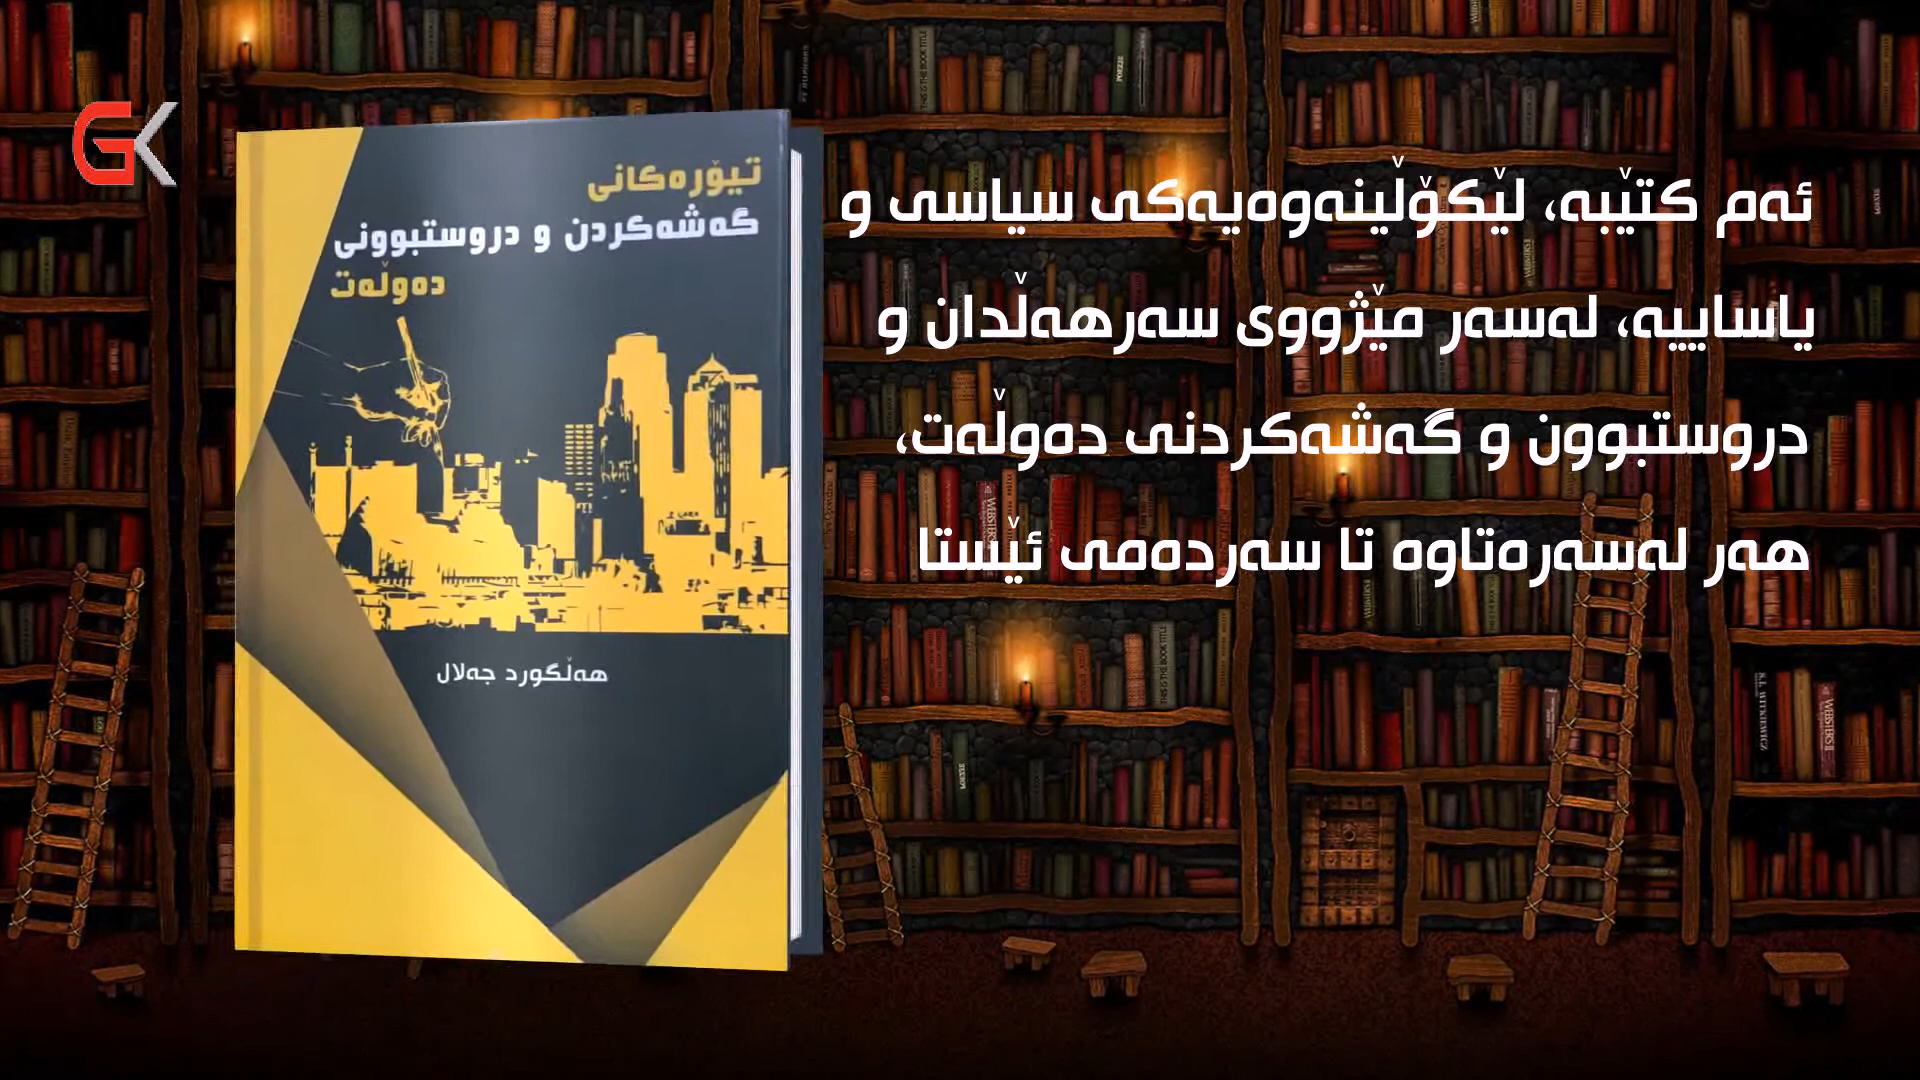 GK
تیۆرەکانی
گەشەکردن و دروستبوونی
دەوڵەت
هەڵگورد جەلال
ئەم کتێبە، لێکۆڵینەوەیەکی سیاسی و
یاساییە، لەسەر مێژووی سەرهەڵدان و
دروستبوون و گەشەکردنی دەوڵەت،
هەر لەسەرەتاوە تا سەردەمی ئێستا